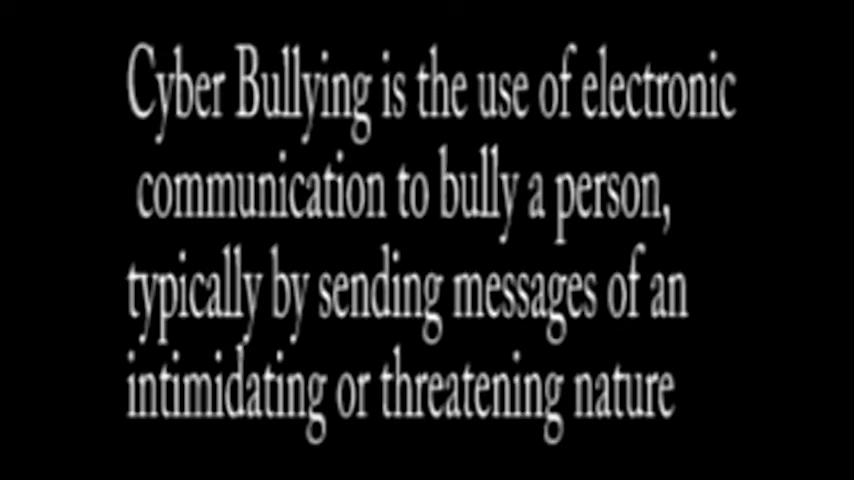 Cyber Bullying is the use of electronic
communication to bully a person,
typically by sending messages of an
intimidating or threatening nature